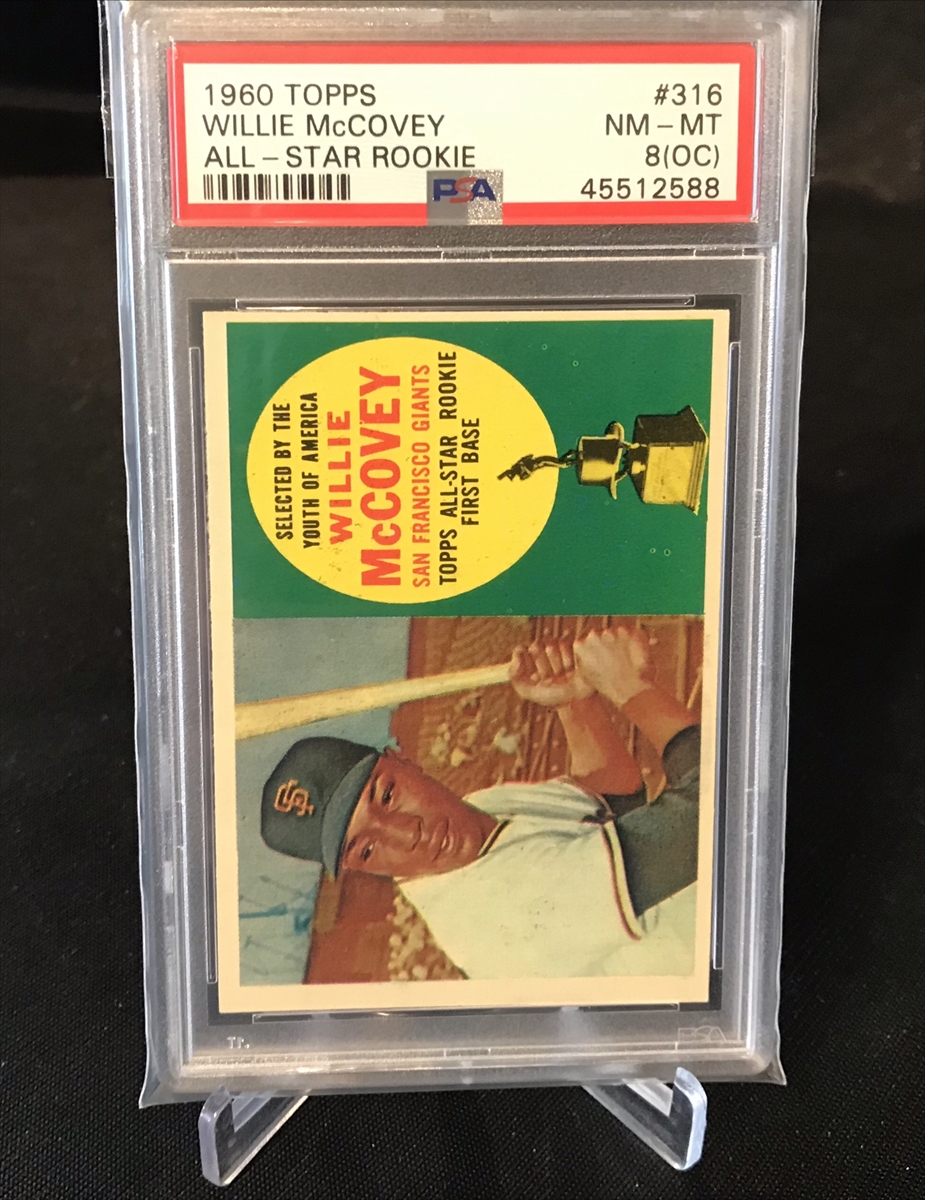 1960 TOPPS #316
WILLIE McCOVEY NM - MT
ALL - STAR ROOKIE 8(OC)
PSA 45512588
SELECTED BY THE
YOUTH OF AMERICA
WILLIE
McCOVEY
SAN FRANCISCO GIANTS
TOPPS ALL-STAR ROOKIE
FIRST BASE
SF
PSA